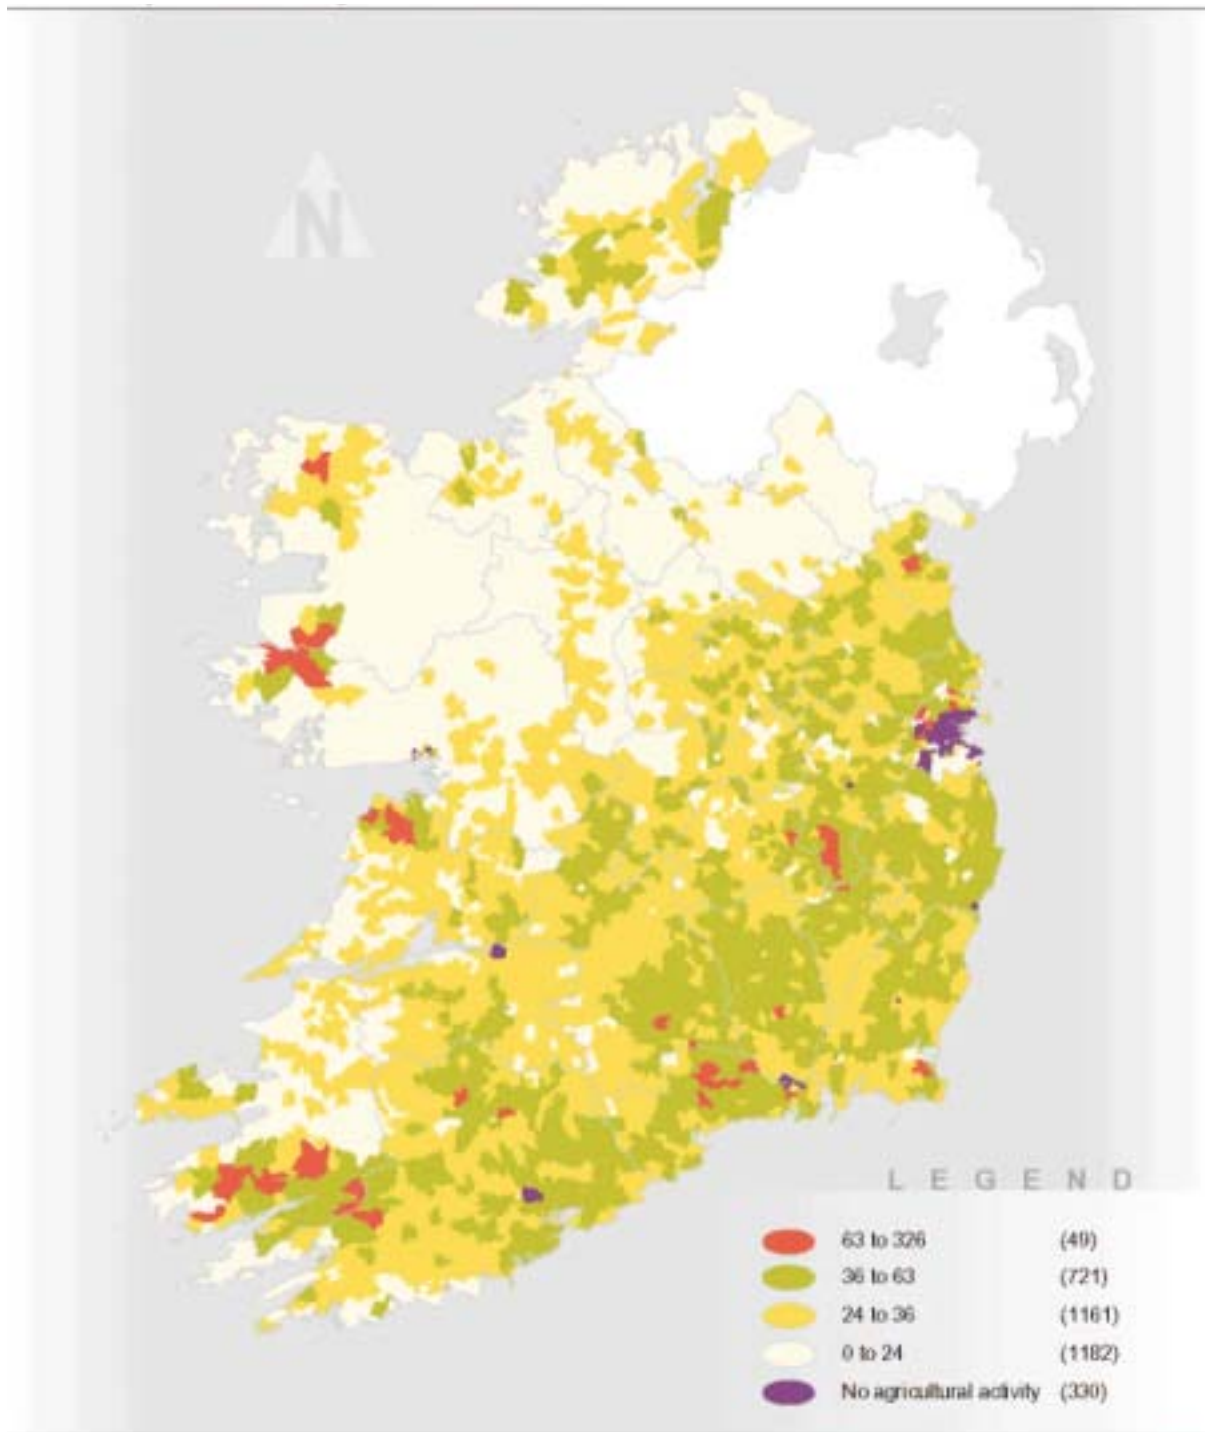 N
LEGEND
63 to 326 (49)
36 to 63 (721)
24 to 36 (1161)
0 to 24 (1182)
No agricultural activity (330)